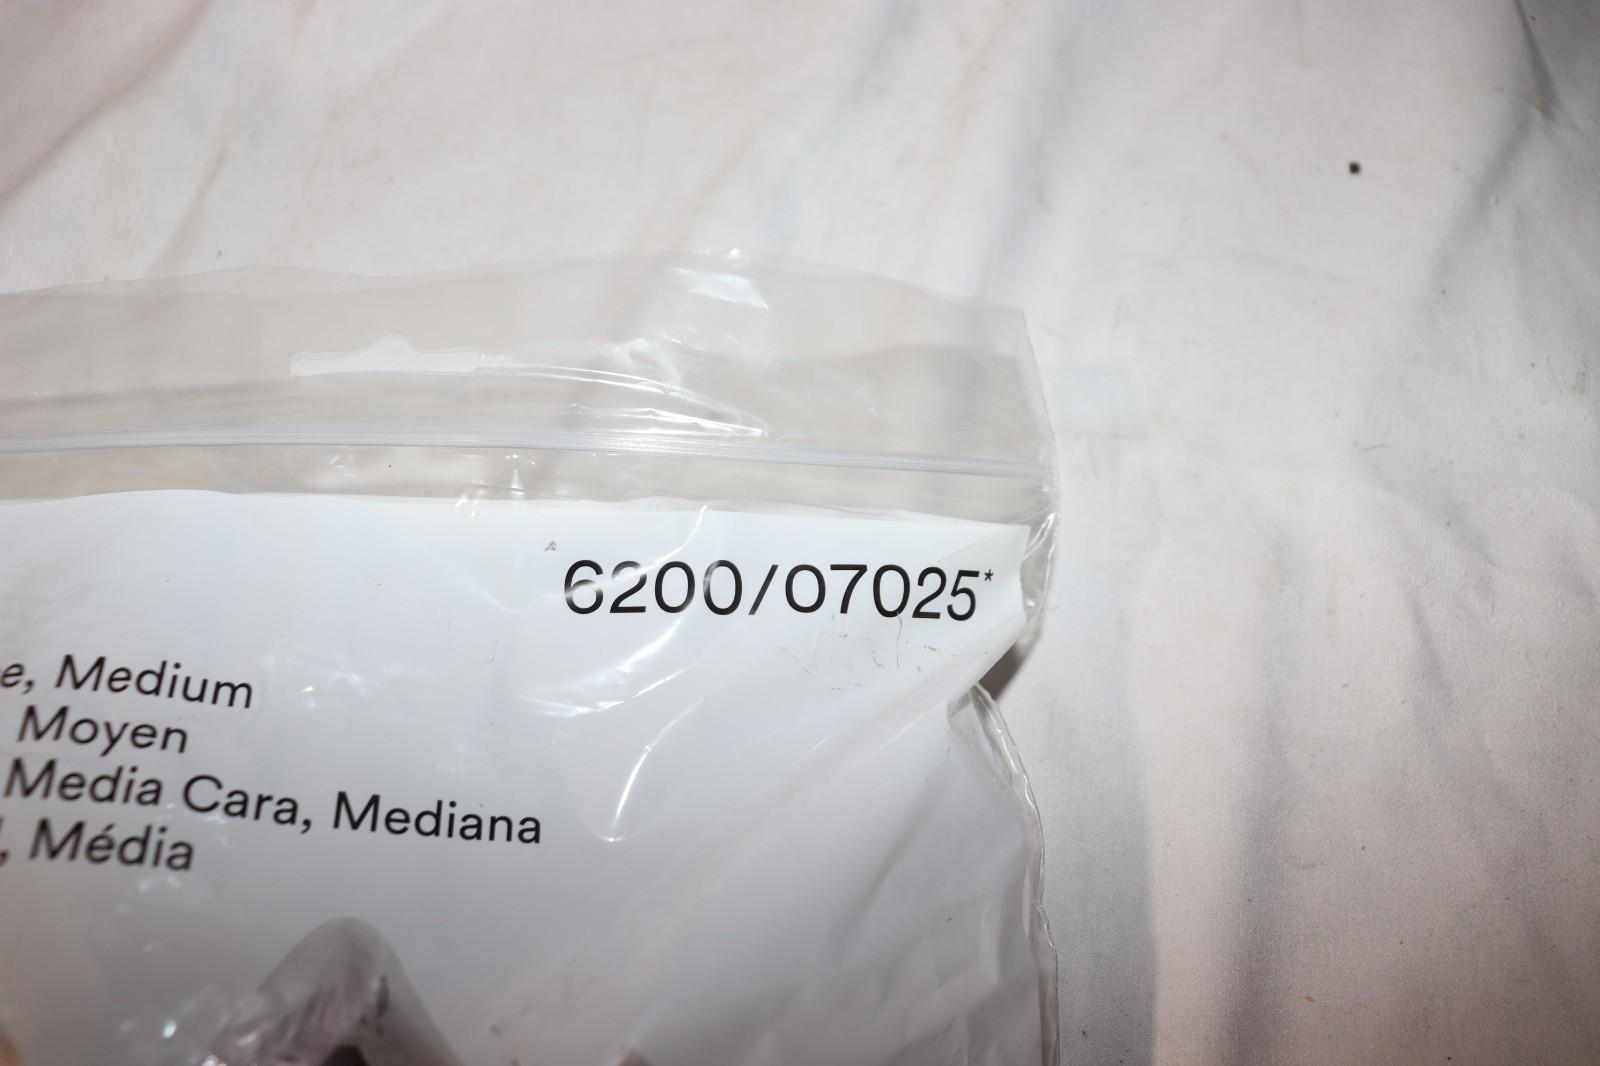 6200/07025*
e, Medium
Moyen
Media Cara, Mediana
, Média